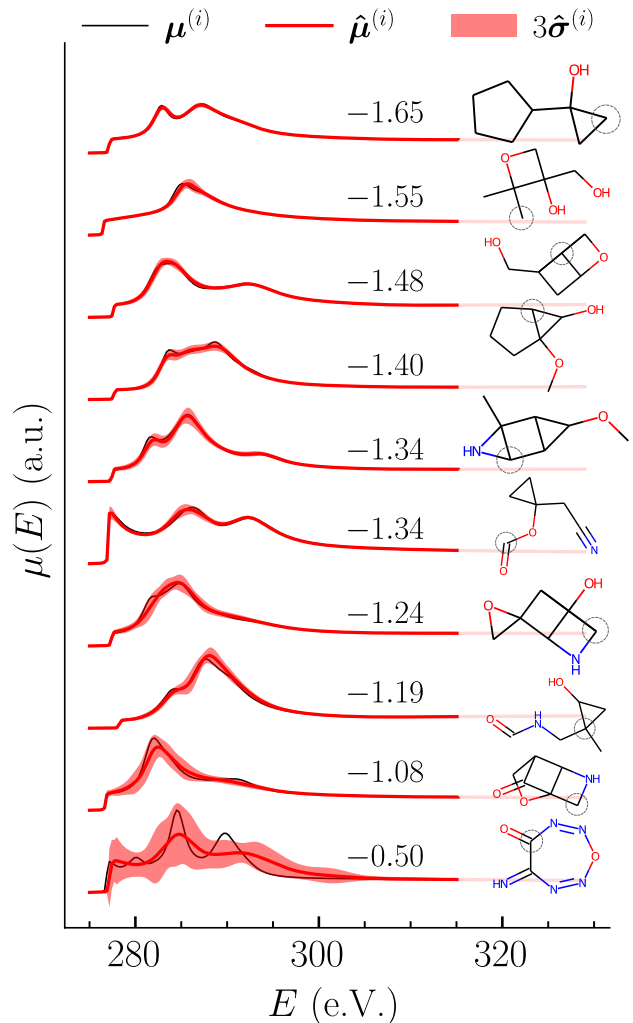 μ⁽ⁱ⁾ μ̂⁽ⁱ⁾ 3σ̂⁽ⁱ⁾
−1.65
OH
−1.55
O
OH
OH
−1.48
HO
O
−1.40
OH
O
−1.34
HN
O
−1.34
O
O
N
−1.24
OH
O
N
H
−1.19
HO
O
H
N
−1.08
O
O
NH
−0.50
O
N
N
O
HN
N
N
μ(E) (a.u.)
280 300 320
E (e.V.)